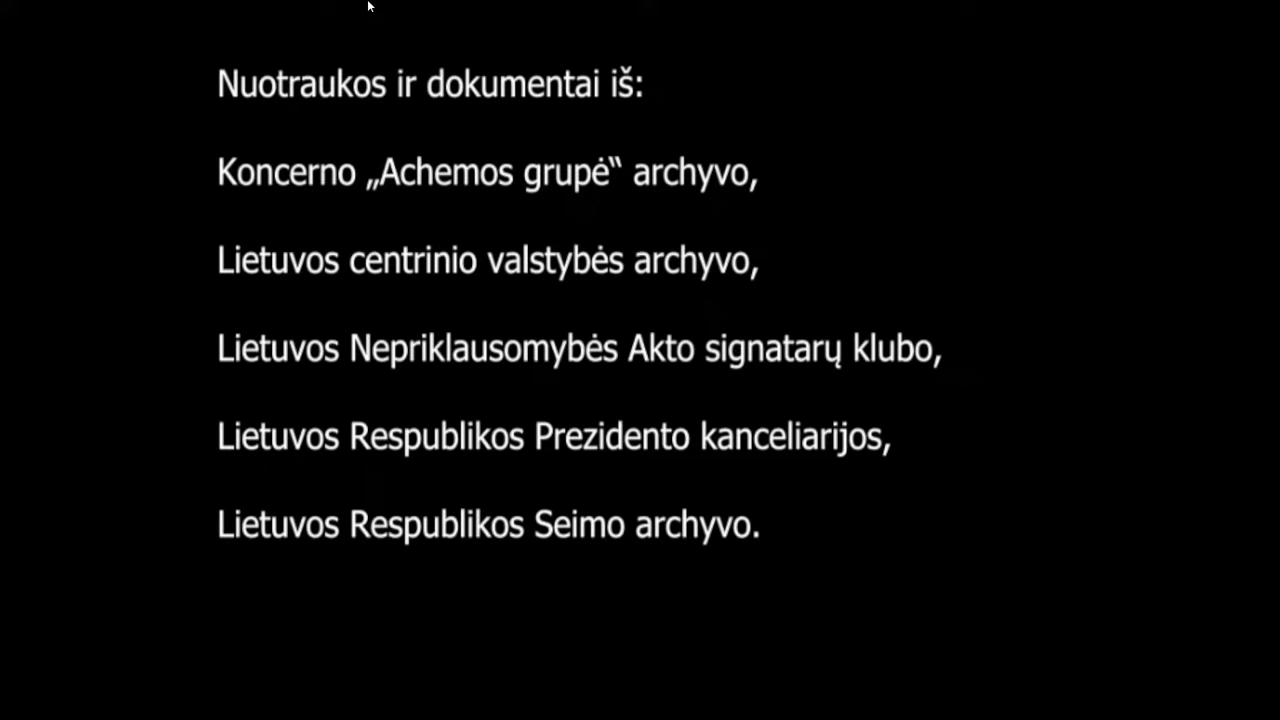 Nuotraukos ir dokumentai iš:
Koncerno „Achemos grupė“ archyvo,
Lietuvos centrinio valstybės archyvo,
Lietuvos Nepriklausomybės Akto signatarų klubo,
Lietuvos Respublikos Prezidento kanceliarijos,
Lietuvos Respublikos Seimo archyvo.